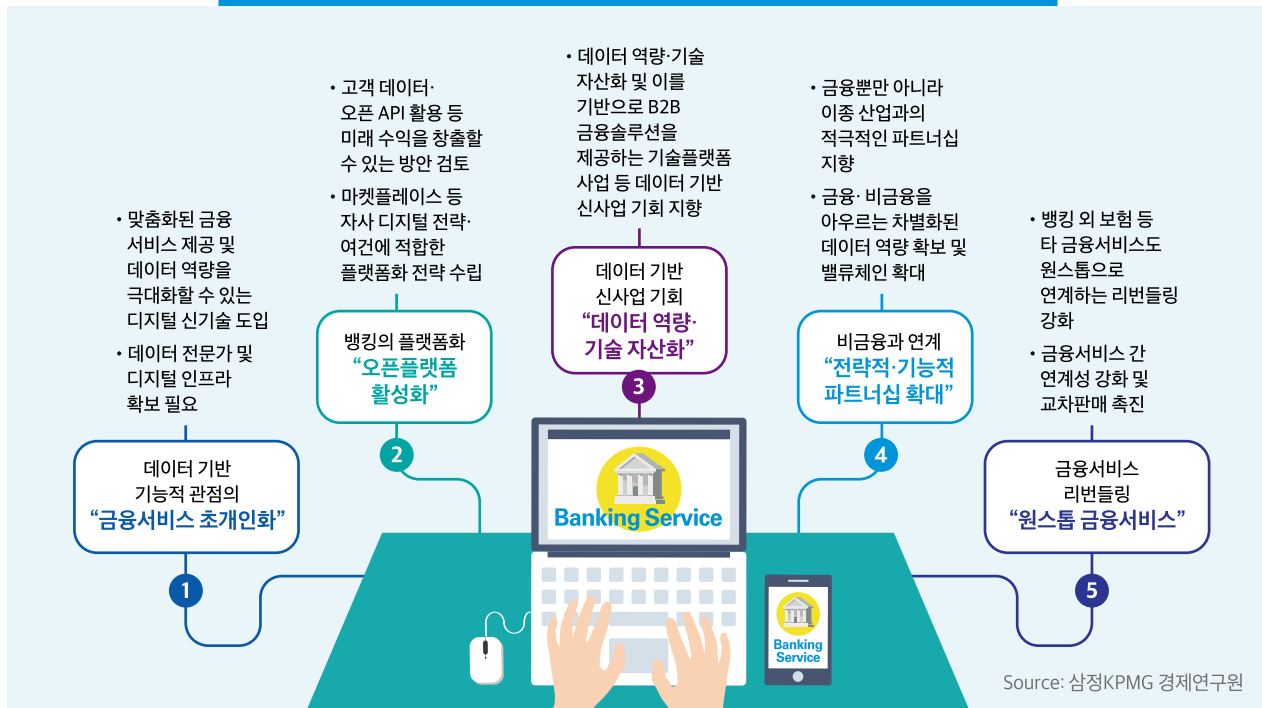 • 맞춤화된 금융
서비스 제공 및
데이터 역량을
극대화할 수 있는
디지털 신기술 도입
• 데이터 전문가 및
디지털 인프라
확보 필요
데이터 기반
기능적 관점의
“금융서비스 초개인화”
1
• 고객 데이터·
오픈 API 활용 등
미래 수익을 창출할
수 있는 방안 검토
• 마켓플레이스 등
자사 디지털 전략·
여건에 적합한
플랫폼화 전략 수립
뱅킹의 플랫폼화
“오픈플랫폼
활성화”
2
• 데이터 역량·기술
자산화 및 이를
기반으로 B2B
금융솔루션을
제공하는 기술플랫폼
사업 등 데이터 기반
신사업 기회 지향
데이터 기반
신사업 기회
“데이터 역량·
기술 자산화”
3
• 금융뿐만 아니라
이종 산업과의
적극적인 파트너십
지향
• 금융· 비금융을
아우르는 차별화된
데이터 역량 확보 및
밸류체인 확대
비금융과 연계
“전략적·기능적
파트너십 확대”
4
• 뱅킹 외 보험 등
타 금융서비스도
원스톱으로
연계하는 리번들링
강화
• 금융서비스 간
연계성 강화 및
교차판매 촉진
금융서비스
리번들링
“원스톱 금융서비스”
5
Banking Service
Banking
Service
Source: 삼정KPMG 경제연구원